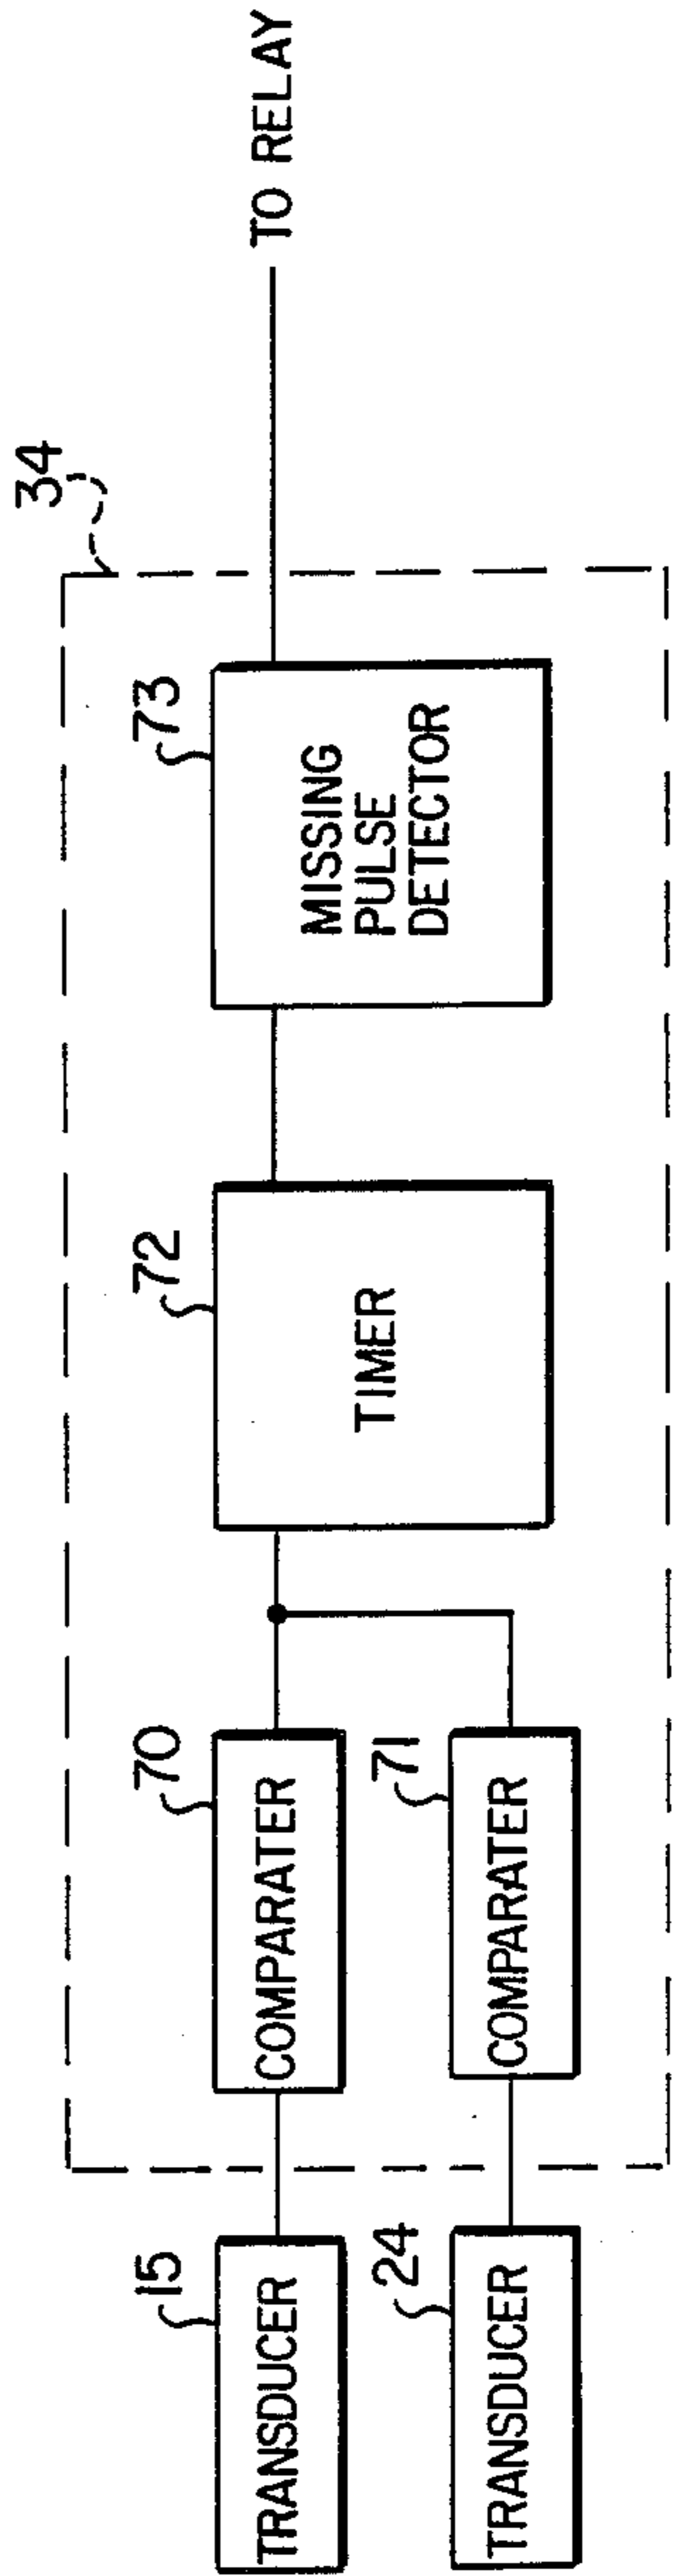 34
15
TRANSDUCER
70
COMPARATER
72
TIMER
73
MISSING
PULSE
DETECTOR
TO RELAY
24
TRANSDUCER
71
COMPARATER